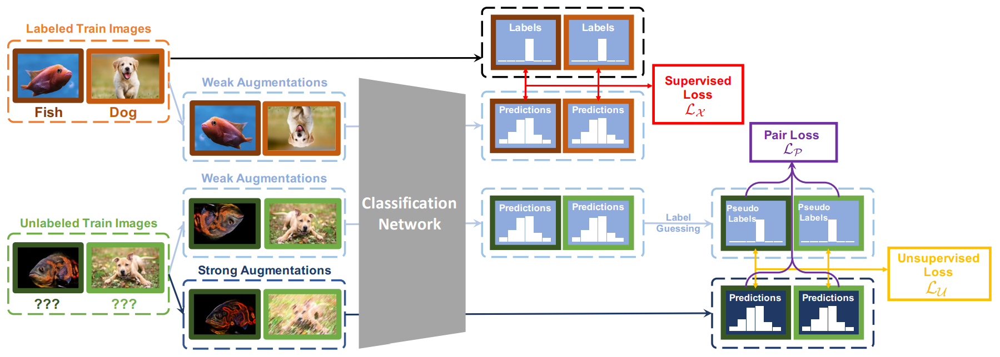 Labeled Train Images
Fish
Dog
Weak Augmentations
Labels
Labels
Predictions
Predictions
Supervised
Loss
ℒ𝒳
Unlabeled Train Images
???
???
Weak Augmentations
Strong Augmentations
Classification
Network
Predictions
Predictions
Label
Guessing
Pseudo
Labels
Pseudo
Labels
Pair Loss
ℒ𝒫
Predictions
Predictions
Unsupervised
Loss
ℒ𝒰